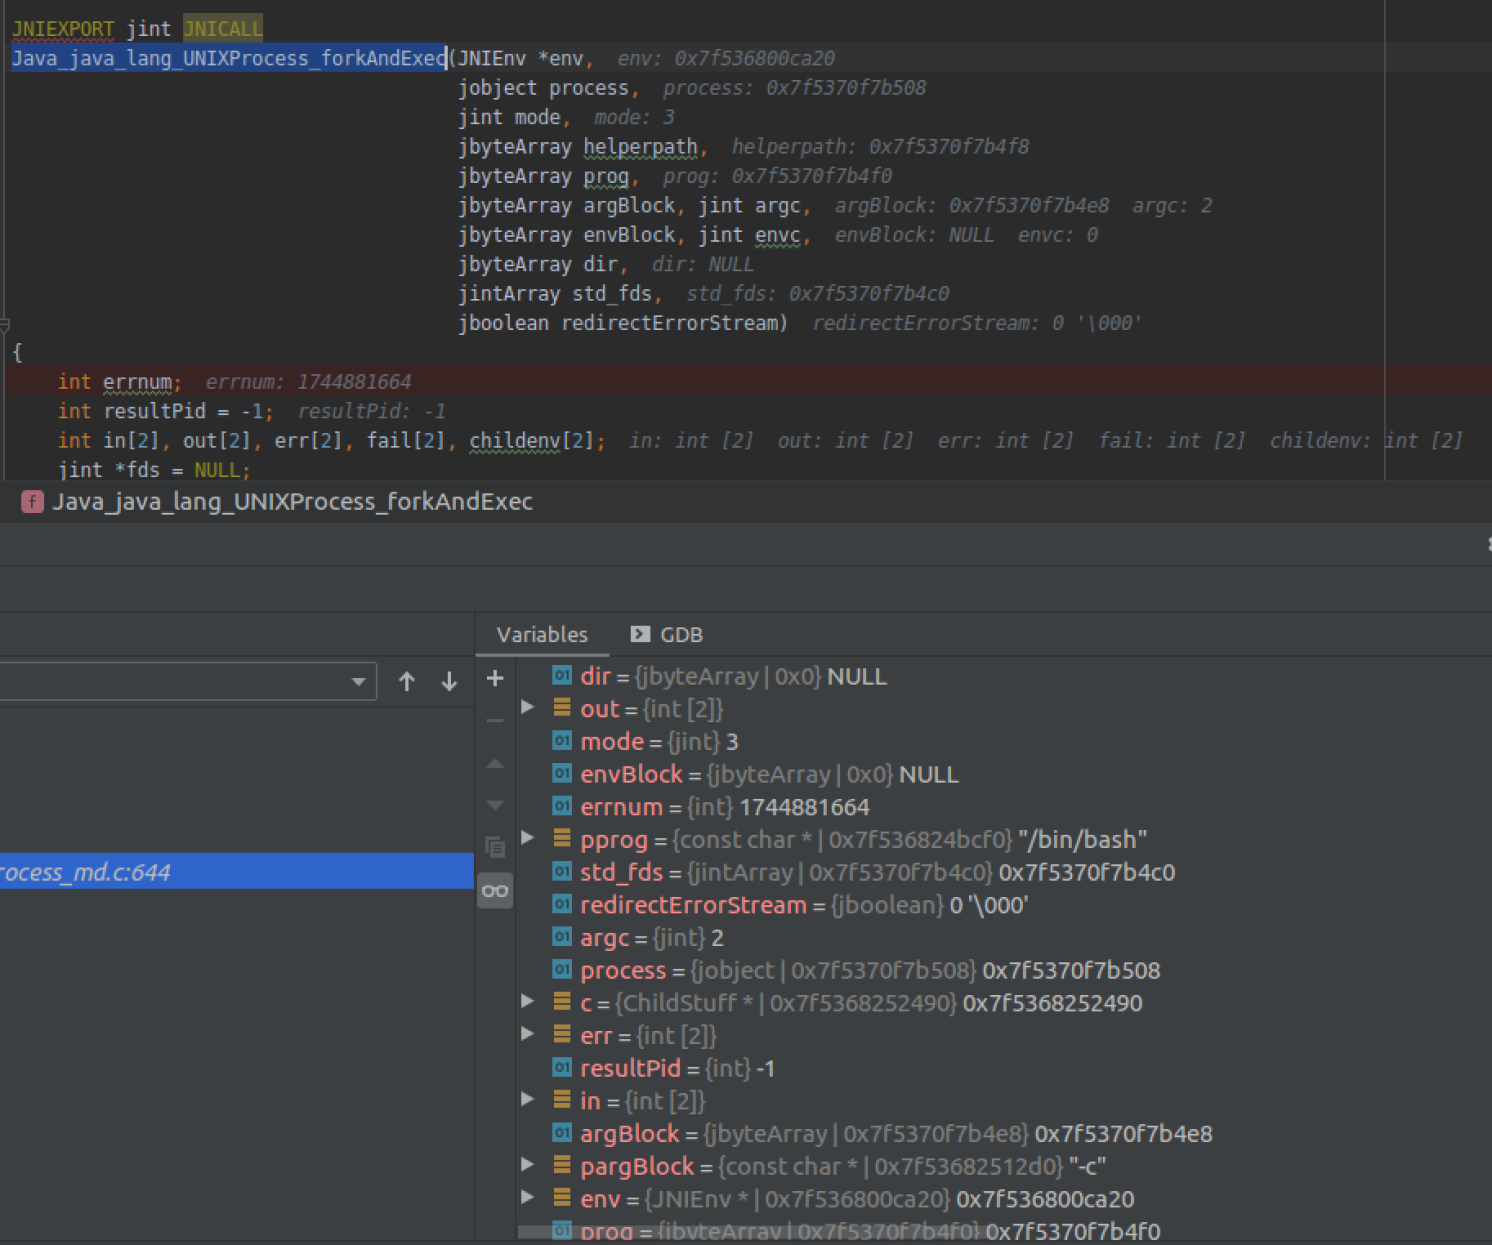 JNIEXPORT jint JNICALL
Java_java_lang_UNIXProcess_forkAndExec(JNIEnv *env,  env: 0x7f536800ca20
jobject process,  process: 0x7f5370f7b508
jint mode,  mode: 3
jbyteArray helperpath,  helperpath: 0x7f5370f7b4f8
jbyteArray prog,  prog: 0x7f5370f7b4f0
jbyteArray argBlock, jint argc,  argBlock: 0x7f5370f7b4e8  argc: 2
jbyteArray envBlock, jint envc,  envBlock: NULL  envc: 0
jbyteArray dir,  dir: NULL
jintArray std_fds,  std_fds: 0x7f5370f7b4c0
jboolean redirectErrorStream)  redirectErrorStream: 0 '\000'
{
int errnum;  errnum: 1744881664
int resultPid = -1;  resultPid: -1
int in[2], out[2], err[2], fail[2], childenv[2];  in: int [2]  out: int [2]  err: int [2]  fail: int [2]  childenv: int [2]
jint *fds = NULL;
f Java_java_lang_UNIXProcess_forkAndExec
Variables  GDB
rocess_md.c:644
dir = {jbyteArray | 0x0} NULL
out = {int [2]}
mode = {jint} 3
envBlock = {jbyteArray | 0x0} NULL
errnum = {int} 1744881664
pprog = {const char * | 0x7f536824bcf0} "/bin/bash"
std_fds = {jintArray | 0x7f5370f7b4c0} 0x7f5370f7b4c0
redirectErrorStream = {jboolean} 0 '\000'
argc = {jint} 2
process = {jobject | 0x7f5370f7b508} 0x7f5370f7b508
c = {ChildStuff * | 0x7f5368252490} 0x7f5368252490
err = {int [2]}
resultPid = {int} -1
in = {int [2]}
argBlock = {jbyteArray | 0x7f5370f7b4e8} 0x7f5370f7b4e8
pargBlock = {const char * | 0x7f53682512d0} "-c"
env = {JNIEnv * | 0x7f536800ca20} 0x7f536800ca20
prog = {jbyteArray | 0x7f5370f7b4f0} 0x7f5370f7b4f0